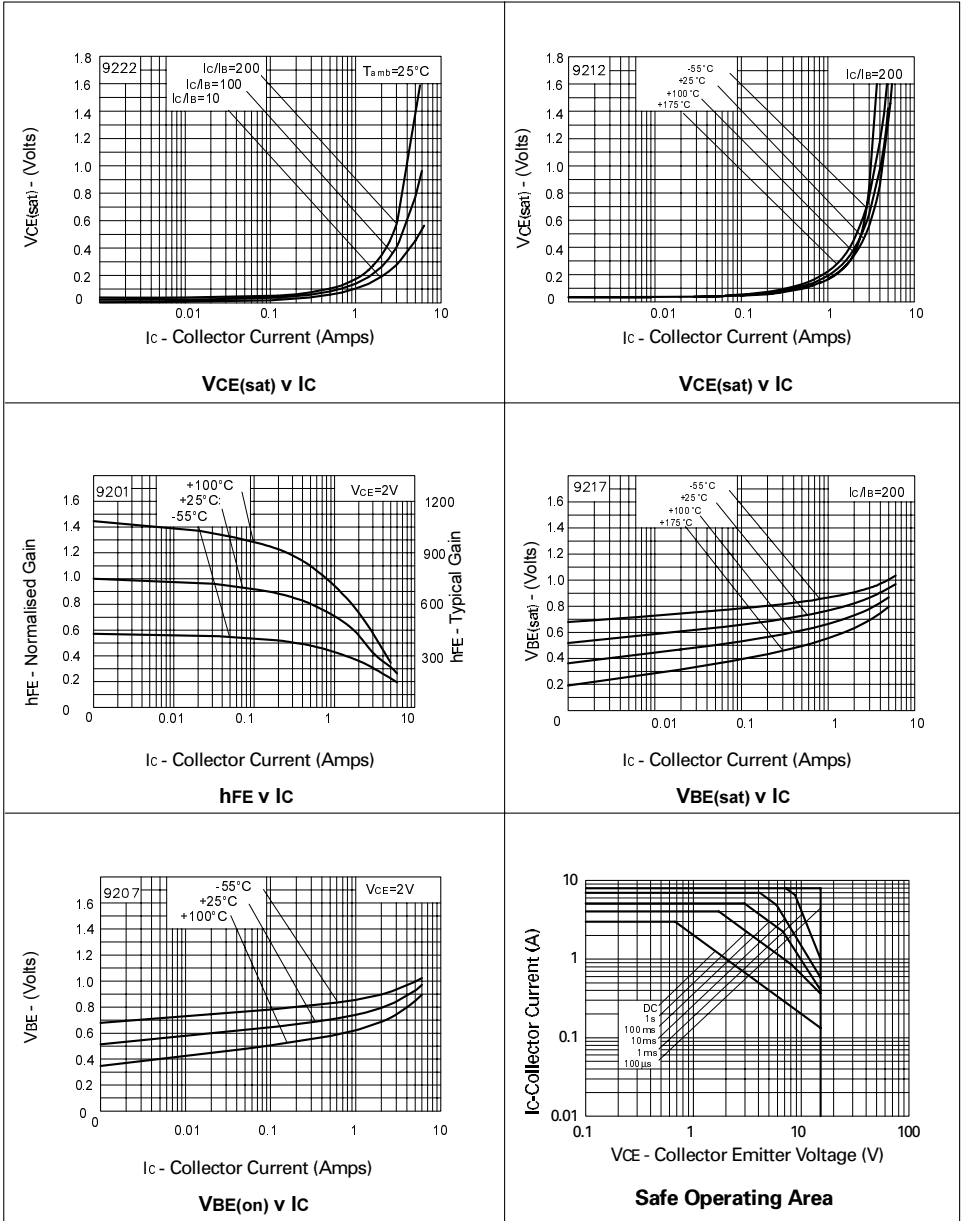 1.8
1.6
1.4
1.2
1.0
0.8
0.6
0.4
0.2
0
VCE(sat) - (Volts)
9222
IC/IB=200
IC/IB=100
IC/IB=10
Tamb=25°C
0.01
0.1
1
10
IC - Collector Current (Amps)
VCE(sat) v IC
1.8
1.6
1.4
1.2
1.0
0.8
0.6
0.4
0.2
0
VCE(sat) - (Volts)
9212
-55°C
+25°C
+100°C
+175°C
IC/IB=200
0.01
0.1
1
10
IC - Collector Current (Amps)
VCE(sat) v IC
1.6
1.4
1.2
1.0
0.8
0.6
0.4
0.2
0
hFE - Normalised Gain
9201
+100°C
+25°C:
-55°C
VCE=2V
1200
900
600
300
hFE - Typical Gain
0
0.01
0.1
1
10
IC - Collector Current (Amps)
hFE v IC
1.6
1.4
1.2
1.0
0.8
0.6
0.4
0.2
0
VBE(sat) - (Volts)
9217
-55°C
+25°C
+100°C
+175°C
IC/IB=200
0
0.01
0.1
1
10
IC - Collector Current (Amps)
VBE(sat) v IC
1.6
1.4
1.2
1.0
0.8
0.6
0.4
0.2
0
VBE - (Volts)
9207
-55°C
+25°C
+100°C
VCE=2V
0
0.01
0.1
1
10
IC - Collector Current (Amps)
VBE(on) v IC
10
1
0.1
0.01
IC-Collector Current (A)
DC
1s
100ms
10ms
1ms
100µs
0.1
1
10
100
VCE - Collector Emitter Voltage (V)
Safe Operating Area